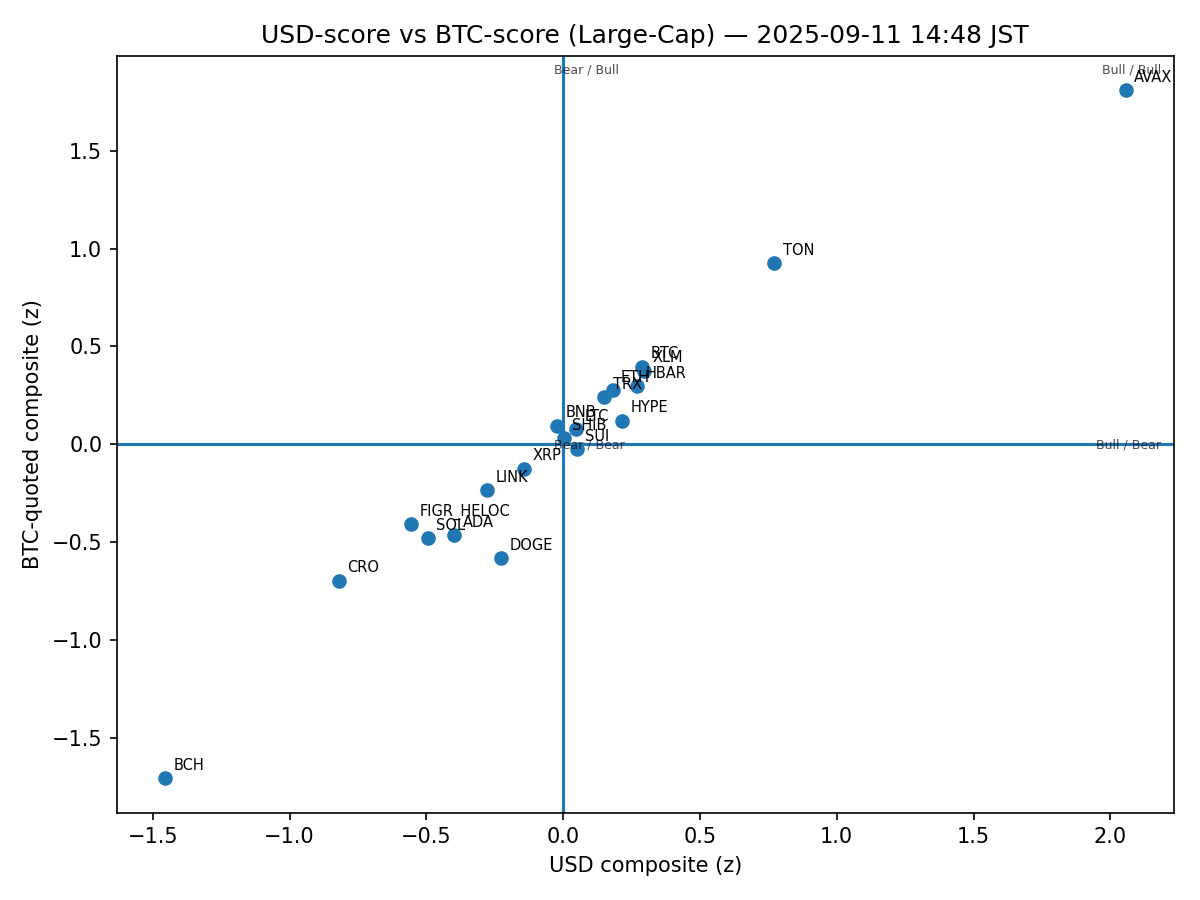 USD-score vs BTC-score (Large-Cap) — 2025-09-11 14:48 JST
Bear / Bull
Bull / Bull
AVAX
1.5
TON
1.0
0.5
BTC
XLM
ETH
HBAR
TRX
HYPE
BNB
LTC
SHIB
SUI
0.0
Bear / Bear
Bull / Bear
XRP
LINK
FIGR_HELOC
SOL
ADA
−0.5
DOGE
CRO
−1.0
−1.5
BCH
BTC-quoted composite (z)
−1.5
−1.0
−0.5
0.0
0.5
1.0
1.5
2.0
USD composite (z)